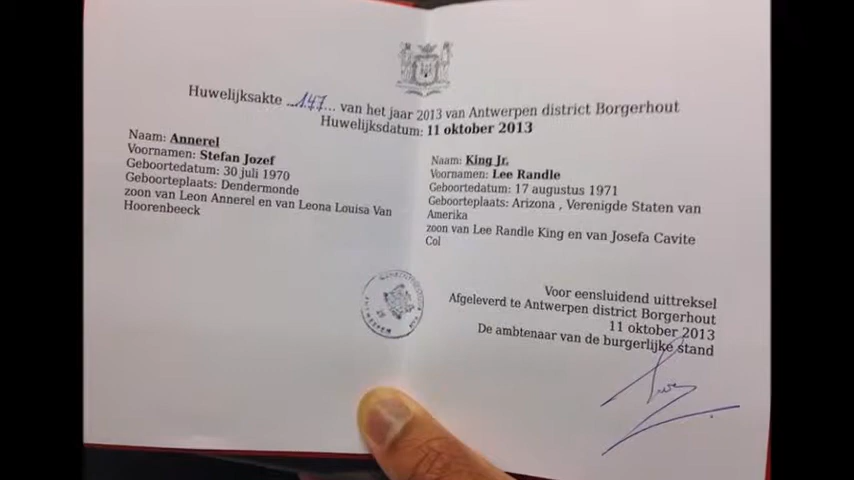 Huwelijksakte ...147... van het jaar 2013 van Antwerpen district Borgerhout
Huwelijksdatum: 11 oktober 2013
Naam: Annerel
Voornamen: Stefan Jozef
Geboortedatum: 30 juli 1970
Geboorteplaats: Dendermonde
zoon van Leon Annerel en van Leona Louisa Van
Hoorenbeeck
Naam: King Jr.
Voornamen: Lee Randle
Geboortedatum: 17 augustus 1971
Geboorteplaats: Arizona , Verenigde Staten van
Amerika
zoon van Lee Randle King en van Josefa Cavite
Col
Voor eensluidend uittreksel
Afgeleverd te Antwerpen district Borgerhout
11 oktober 2013
De ambtenaar van de burgerlijke stand
ANTWERPEN